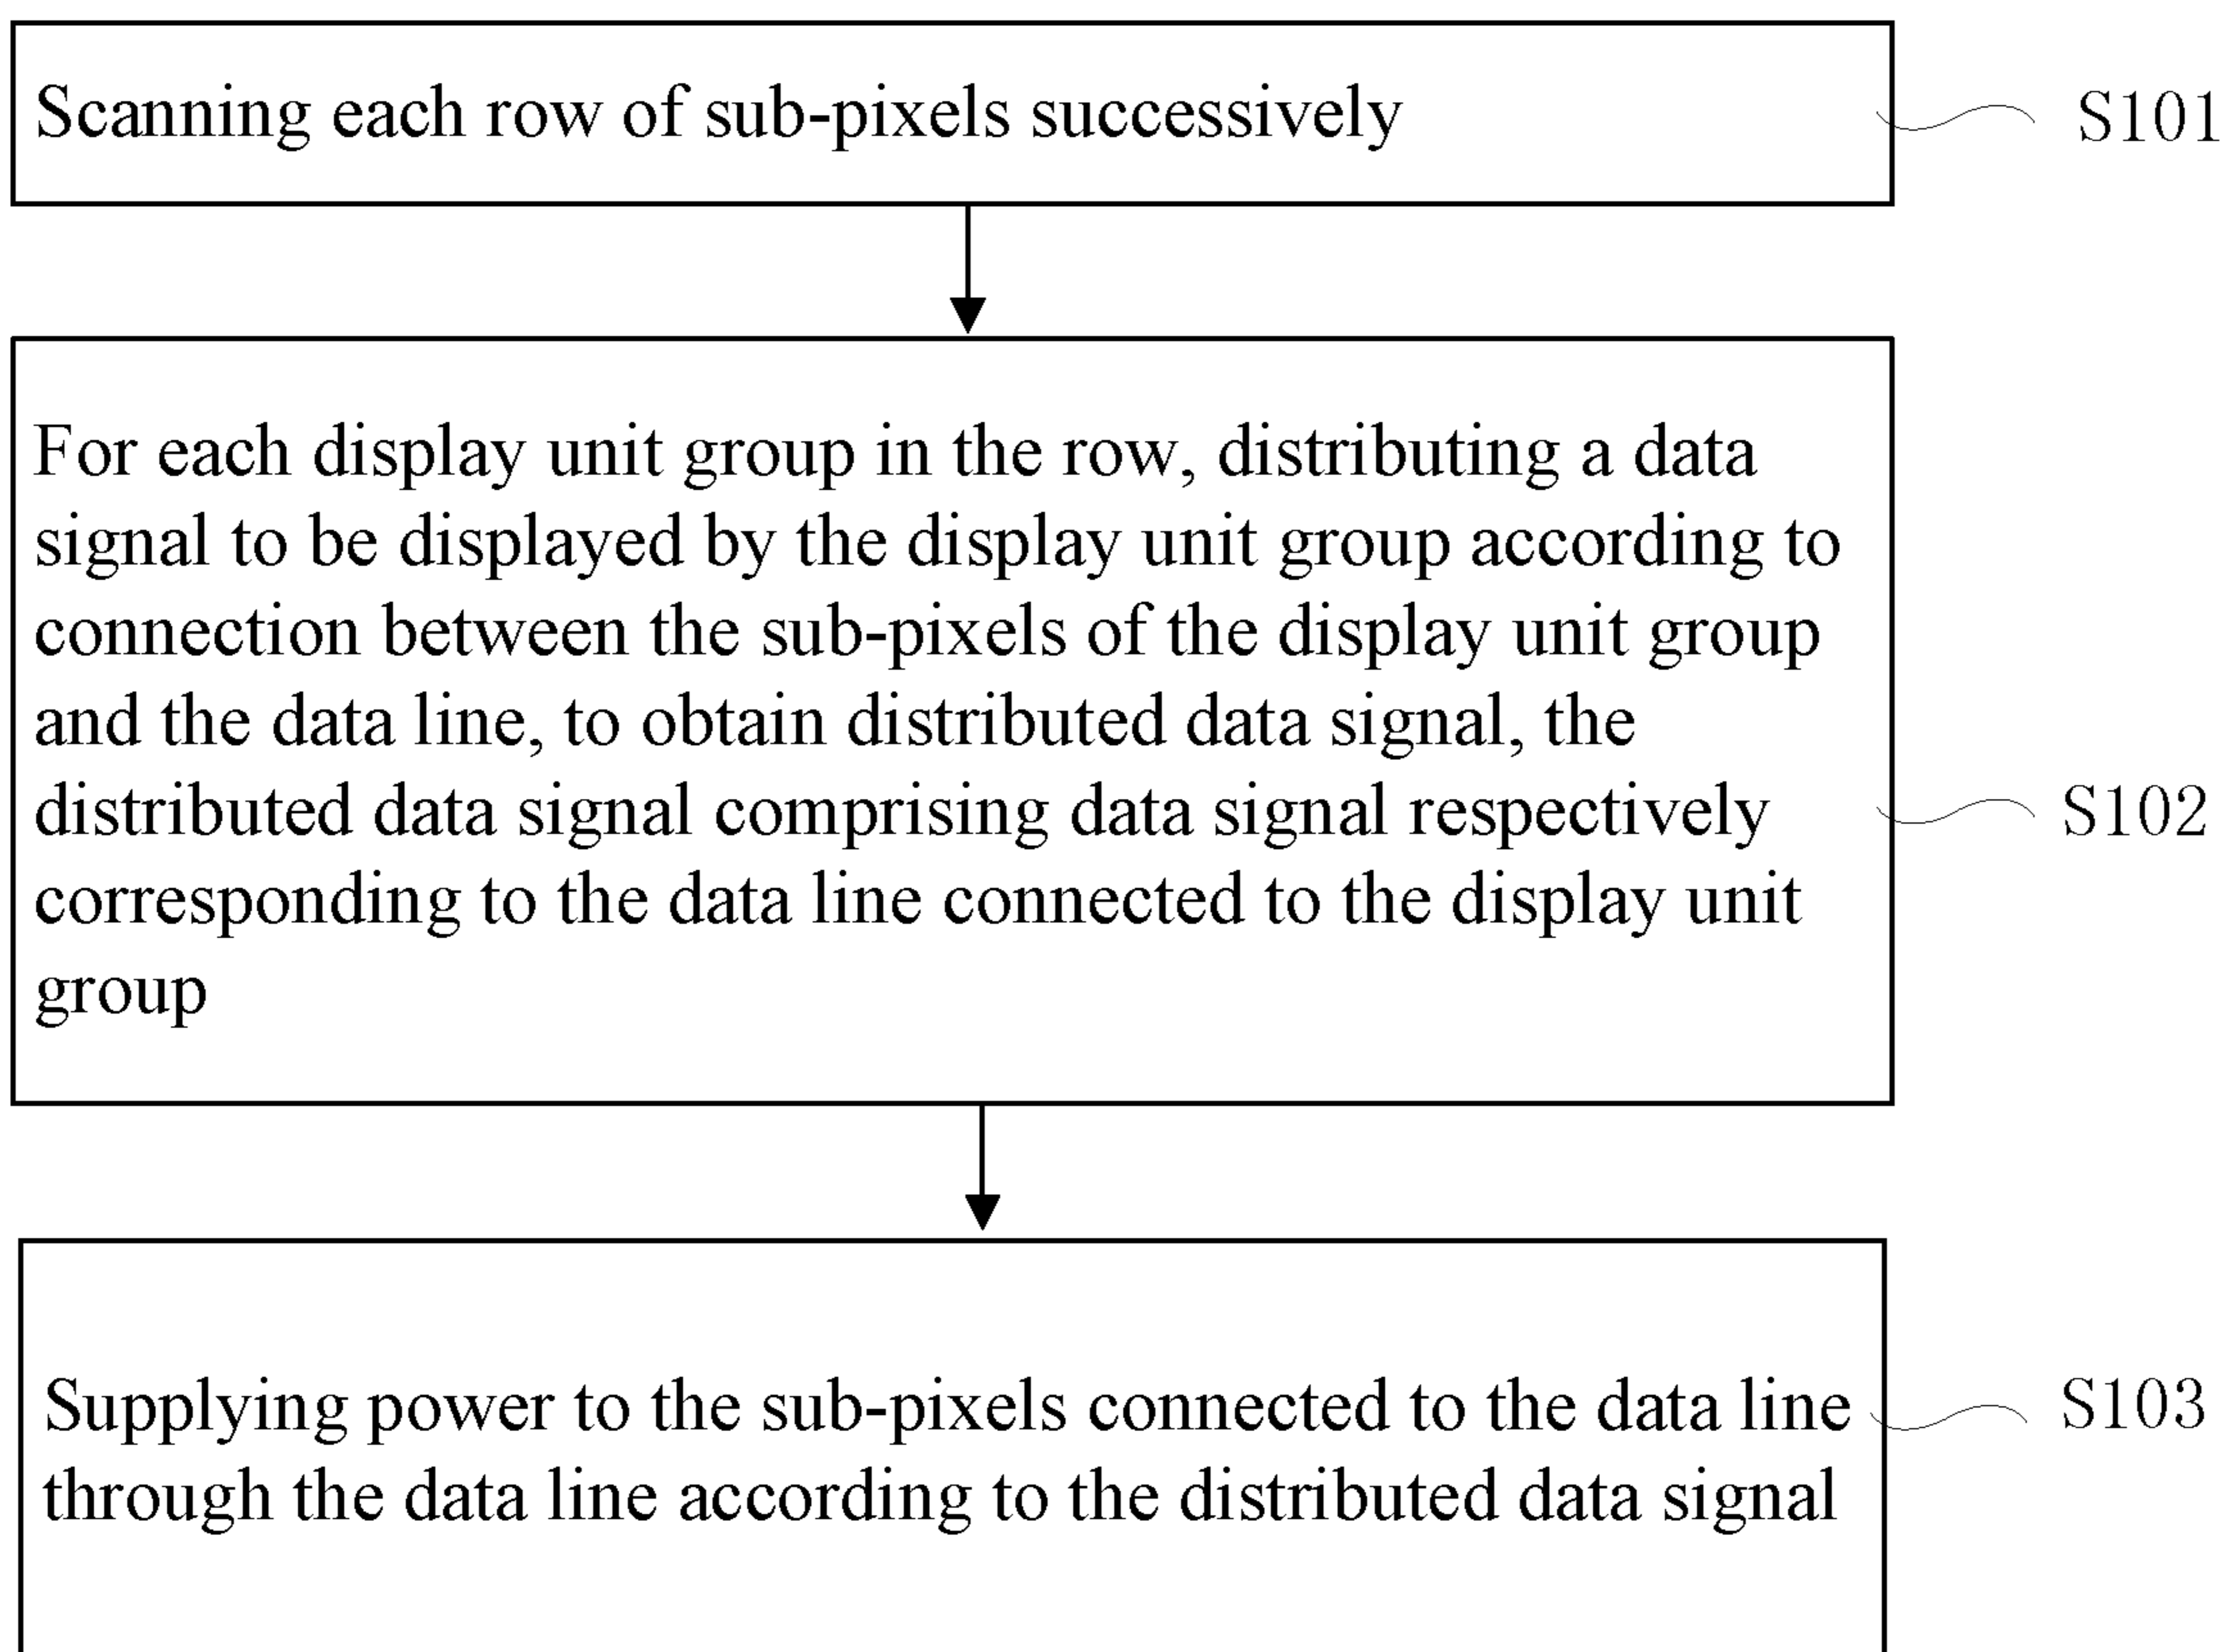 Scanning each row of sub-pixels successively
S101
For each display unit group in the row, distributing a data
signal to be displayed by the display unit group according to
connection between the sub-pixels of the display unit group
and the data line, to obtain distributed data signal, the
distributed data signal comprising data signal respectively
S102
corresponding to the data line connected to the display unit
group
Supplying power to the sub-pixels connected to the data line
S103
through the data line according to the distributed data signal